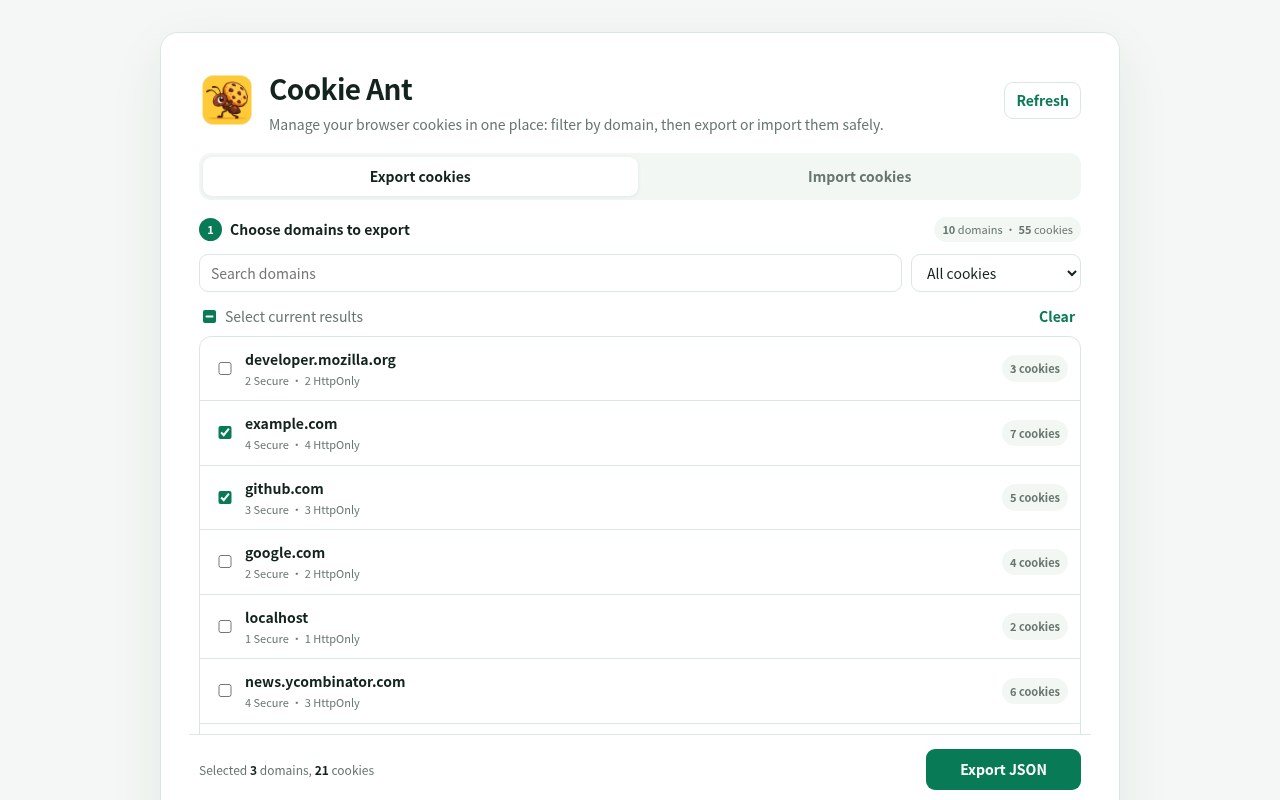 Cookie Ant
Manage your browser cookies in one place: filter by domain, then export or import them safely.
Refresh
Export cookies
Import cookies
1 Choose domains to export
10 domains • 55 cookies
Search domains
All cookies
Select current results
Clear
developer.mozilla.org
2 Secure • 2 HttpOnly
3 cookies
example.com
4 Secure • 4 HttpOnly
7 cookies
github.com
3 Secure • 3 HttpOnly
5 cookies
google.com
2 Secure • 2 HttpOnly
4 cookies
localhost
1 Secure • 1 HttpOnly
2 cookies
news.ycombinator.com
4 Secure • 3 HttpOnly
6 cookies
Selected 3 domains, 21 cookies
Export JSON